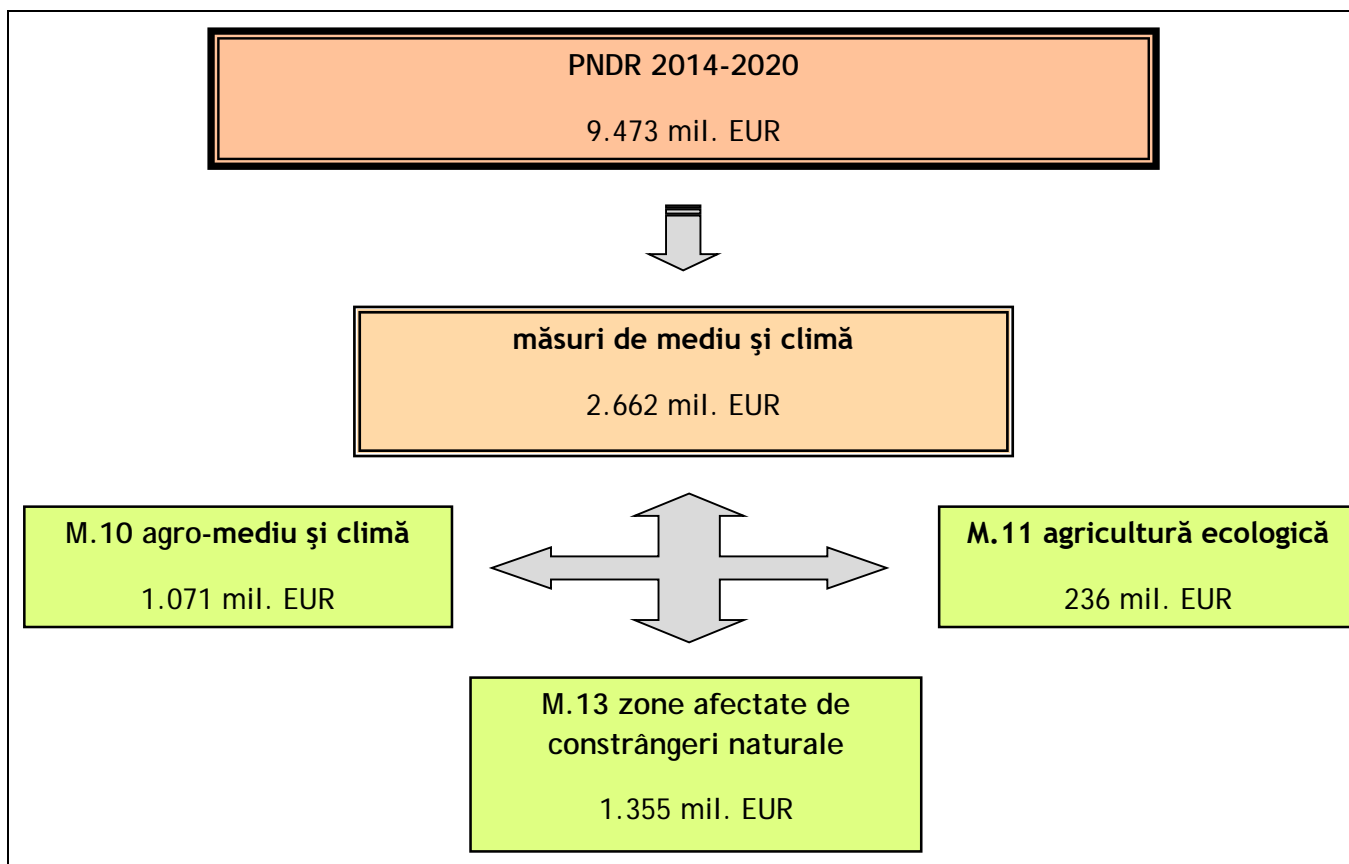 PNDR 2014-2020
9.473 mil. EUR
măsuri de mediu şi climă
2.662 mil. EUR
M.10 agro-mediu şi climă
1.071 mil. EUR
M.11 agricultură ecologică
236 mil. EUR
M.13 zone afectate de
constrângeri naturale
1.355 mil. EUR